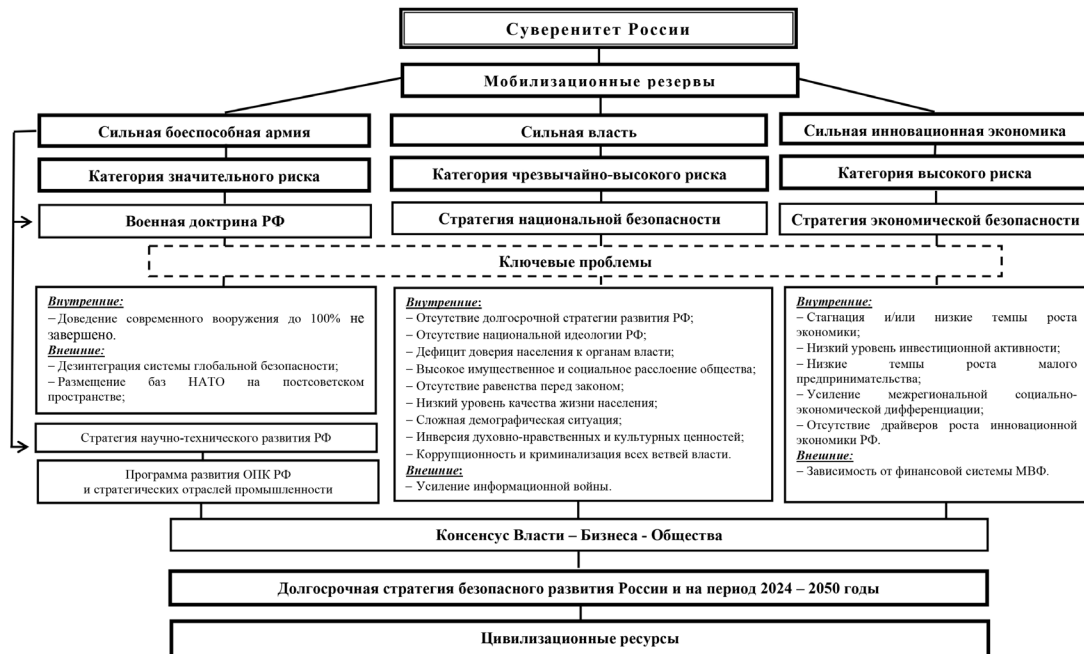 Суверенитет России
Мобилизационные резервы
Сильная боеспособная армия
Сильная власть
Сильная инновационная экономика
Категория значительного риска
Категория чрезвычайно-высокого риска
Категория высокого риска
Военная доктрина РФ
Стратегия национальной безопасности
Стратегия экономической безопасности
Ключевые проблемы
Внутренние:
– Доведение современного вооружения до 100% не
завершено.
Внешние:
– Дезинтеграция системы глобальной безопасности;
– Размещение баз НАТО на постсоветском
пространстве;
Стратегия научно-технического развития РФ
Программа развития ОПК РФ
и стратегических отраслей промышленности
Внутренние:
– Отсутствие долгосрочной стратегии развития РФ;
– Отсутствие национальной идеологии РФ;
– Дефицит доверия населения к органам власти;
– Высокое имущественное и социальное расслоение общества;
– Отсутствие равенства перед законом;
– Низкий уровень качества жизни населения;
– Сложная демографическая ситуация;
– Инверсия духовно-нравственных и культурных ценностей;
– Коррупционность и криминализация всех ветвей власти.
Внешние:
– Усиление информационной войны.
Внутренние:
– Стагнация и/или низкие темпы роста
экономики;
– Низкий уровень инвестиционной активности;
– Низкие темпы роста малого
предпринимательства;
– Усиление межрегиональной социально-
экономической дифференциации;
– Отсутствие драйверов роста инновационной
экономики РФ.
Внешние:
– Зависимость от финансовой системы МВФ.
Консенсус Власти – Бизнеса - Общества
Долгосрочная стратегия безопасного развития России и на период 2024 – 2050 годы
Цивилизационные ресурсы